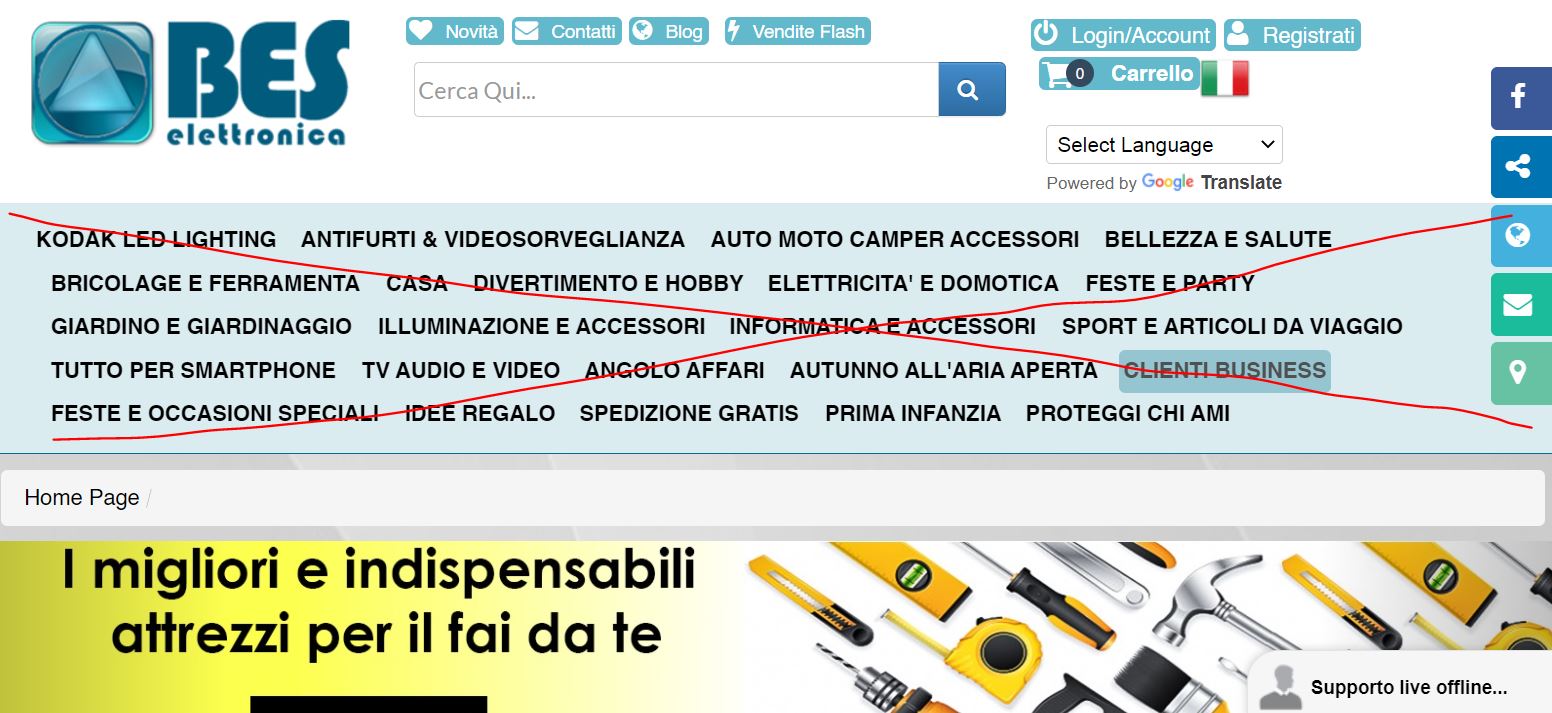 BES
elettronica
Novità Contatti Blog Vendite Flash
Cerca Qui...
Login/Account Registrati
0 Carrello
Select Language
Powered by Google Translate
KODAK LED LIGHTING ANTIFURTI & VIDEOSORVEGLIANZA AUTO MOTO CAMPER ACCESSORI BELLEZZA E SALUTE
BRICOLAGE E FERRAMENTA CASA DIVERTIMENTO E HOBBY ELETTRICITA' E DOMOTICA FESTE E PARTY
GIARDINO E GIARDINAGGIO ILLUMINAZIONE E ACCESSORI INFORMATICA E ACCESSORI SPORT E ARTICOLI DA VIAGGIO
TUTTO PER SMARTPHONE TV AUDIO E VIDEO ANGOLO AFFARI AUTUNNO ALL'ARIA APERTA CLIENTI BUSINESS
FESTE E OCCASIONI SPECIALI IDEE REGALO SPEDIZIONE GRATIS PRIMA INFANZIA PROTEGGI CHI AMI
Home Page /
I migliori e indispensabili
attrezzi per il fai da te
Supporto live offline...